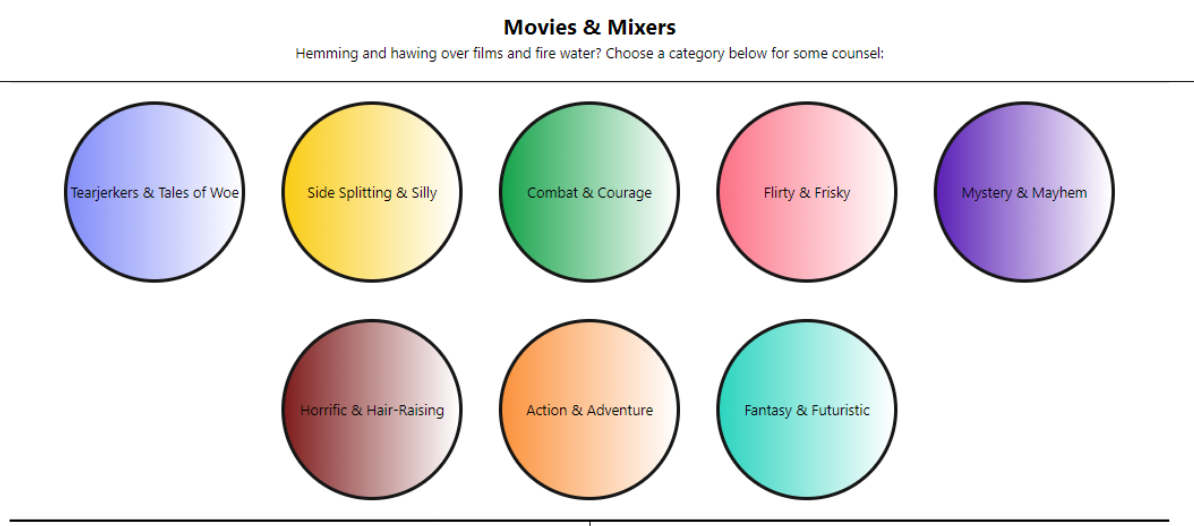 Movies & Mixers
Hemming and hawing over films and fire water? Choose a category below for some counsel:
Tearjerkers & Tales of Woe
Side Splitting & Silly
Combat & Courage
Flirty & Frisky
Mystery & Mayhem
Horrific & Hair-Raising
Action & Adventure
Fantasy & Futuristic